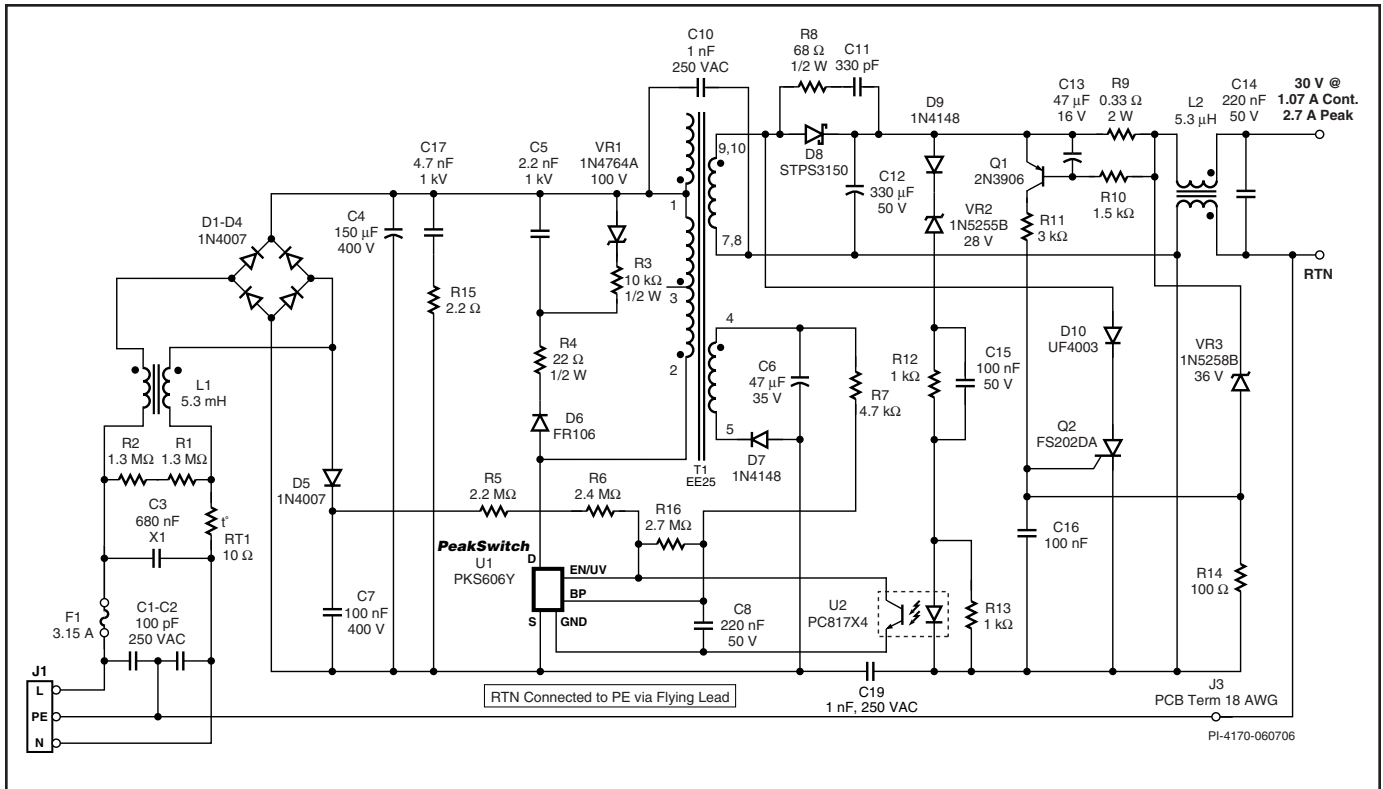 C10
1 nF
250 VAC
R8
68 Ω
1/2 W
C11
330 pF
D9
1N4148
C13
47 µF
16 V
R9
0.33 Ω
2 W
L2
5.3 µH
C14
220 nF
50 V
30 V @
1.07 A Cont.
2.7 A Peak
C17
4.7 nF
1 kV
C5
2.2 nF
1 kV
VR1
1N4764A
100 V
9,10
D8
STPS3150
C12
330 µF
50 V
Q1
2N3906
R10
1.5 kΩ
D1-D4
1N4007
C4
150 µF
400 V
1
7,8
VR2
1N5255B
28 V
R11
3 kΩ
RTN
R15
2.2 Ω
R3
10 kΩ
1/2 W
3
4
R4
22 Ω
1/2 W
2
C6
47 µF
35 V
R7
4.7 kΩ
R12
1 kΩ
C15
100 nF
50 V
D10
UF4003
VR3
1N5258B
36 V
L1
5.3 mH
D6
FR106
5
D7
1N4148
T1
EE25
Q2
FS202DA
R2
1.3 MΩ
R1
1.3 MΩ
D5
1N4007
R5
2.2 MΩ
R6
2.4 MΩ
R16
2.7 MΩ
C3
680 nF
X1
t°
RT1
10 Ω
PeakSwitch
U1
PKS606Y
D
EN/UV
BP
S
GND
C16
100 nF
R14
100 Ω
F1
3.15 A
C1-C2
100 pF
250 VAC
C7
100 nF
400 V
C8
220 nF
50 V
U2
PC817X4
R13
1 kΩ
J1
L
PE
N
RTN Connected to PE via Flying Lead
C19
1 nF, 250 VAC
J3
PCB Term 18 AWG
PI-4170-060706